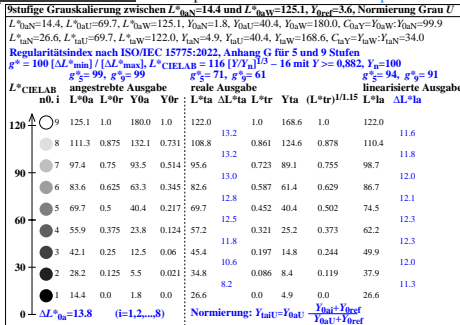 9stufige Grauskalierung zwischen L*0aN=14.4 und L*0aW=125.1, Y0ref=3.6, Normierung Grau U
L*0aN=14.4, L*0aU=69.7, L*0aW=125.1, Y0aN=1.8, Y0aU=40.4, Y0aW=180.0, C0aY=Y0aW:Y0aN=99.9
L*taN=26.6, L*taU=69.7, L*taW=122.0, YtaN=4.9, YtaU=40.4, YtaW=168.6, CtaY=YtaW:YtaN=34.0
Regularitätsindex nach ISO/IEC 15775:2022, Anhang G für 5 und 9 Stufen
g* = 100 [ΔL*min] / [ΔL*max], L*CIELAB = 116 [Y/Yn]^1/3 – 16 mit Y >= 0,882, Yn=100
g*5= 99, g*9= 99 g*5= 71, g*9= 61 g*5= 94, g*9= 91
L*CIELAB angestrebte Ausgabe reale Ausgabe linearisierte Ausgabe
n0. i L*0a L*0r Y0a Y0r L*ta ΔL*ta L*tr Yta (L*tr)^1/1.15 L*la ΔL*la
120 9 125.1 1.0 180.0 1.0 122.0 1.0 168.6 1.0 122.0
13.2 11.6
8 111.3 0.875 132.1 0.731 108.8 0.861 124.6 0.878 110.4
13.2 11.8
90 7 97.4 0.75 93.5 0.514 95.6 0.723 89.1 0.755 98.7
13.0 12.0
6 83.6 0.625 63.3 0.345 82.6 0.587 61.4 0.629 86.7
12.8 12.1
60 5 69.7 0.5 40.4 0.217 69.7 0.452 40.4 0.502 74.5
12.5 12.3
4 55.9 0.375 23.8 0.124 57.2 0.321 25.2 0.373 62.2
11.8 12.3
30 3 42.1 0.25 12.5 0.06 45.4 0.197 14.8 0.244 49.9
10.6 12.0
2 28.2 0.125 5.5 0.021 34.8 0.086 8.4 0.119 37.9
8.2 11.3
0 1 14.4 0.0 1.8 0.0 26.6 0.0 4.9 0.0 26.6
ΔL*0a=13.8 (i=1,2,...,8) Normierung: YtaiU=Y0aU (Y0ai+Y0ref)/(Y0aU+Y0ref)